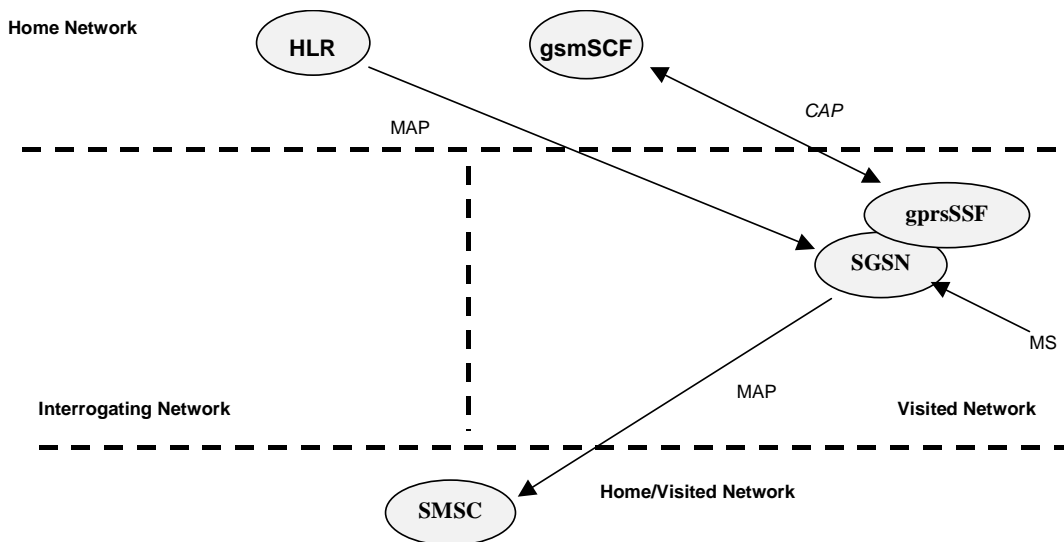 Home Network
HLR
gsmSCF
CAP
MAP
gprsSSF
SGSN
MS
MAP
Interrogating Network
Visited Network
Home/Visited Network
SMSC